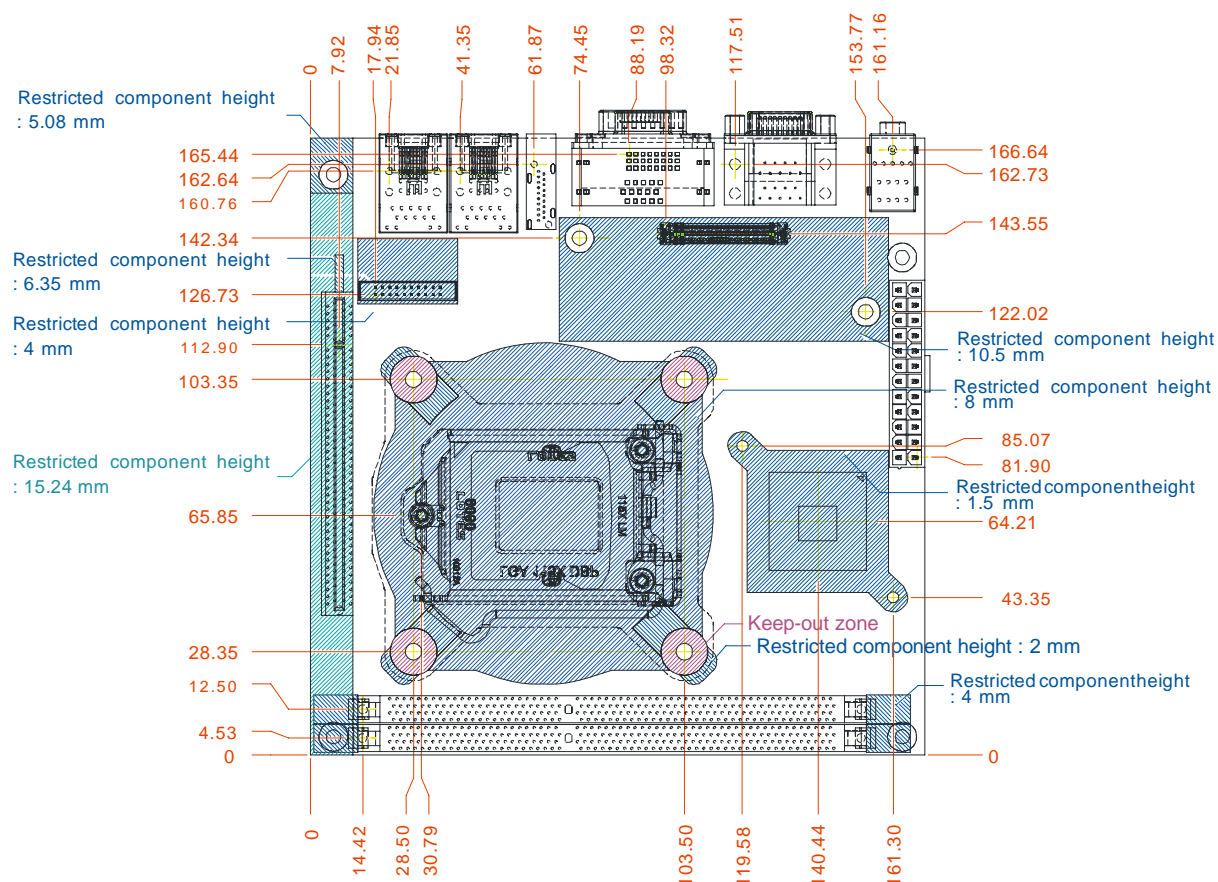 0
7.92
17.94
21.85
41.35
61.87
74.45
88.19
98.32
117.51
153.77
161.16
Restricted component height
: 5.08 mm
165.44
162.64
160.76
142.34
166.64
162.73
143.55
Restricted component height
: 6.35 mm
126.73
Restricted component height
: 4 mm
112.90
103.35
122.02
Restricted component height
: 10.5 mm
Restricted component height
: 8 mm
85.07
81.90
Restricted component height
: 15.24 mm
Restricted component height
: 1.5 mm
65.85
64.21
43.35
Keep-out zone
28.35
Restricted component height : 2 mm
Restricted component height
: 4 mm
12.50
4.53
0
0
0
14.42
28.50
30.79
103.50
119.58
140.44
161.30